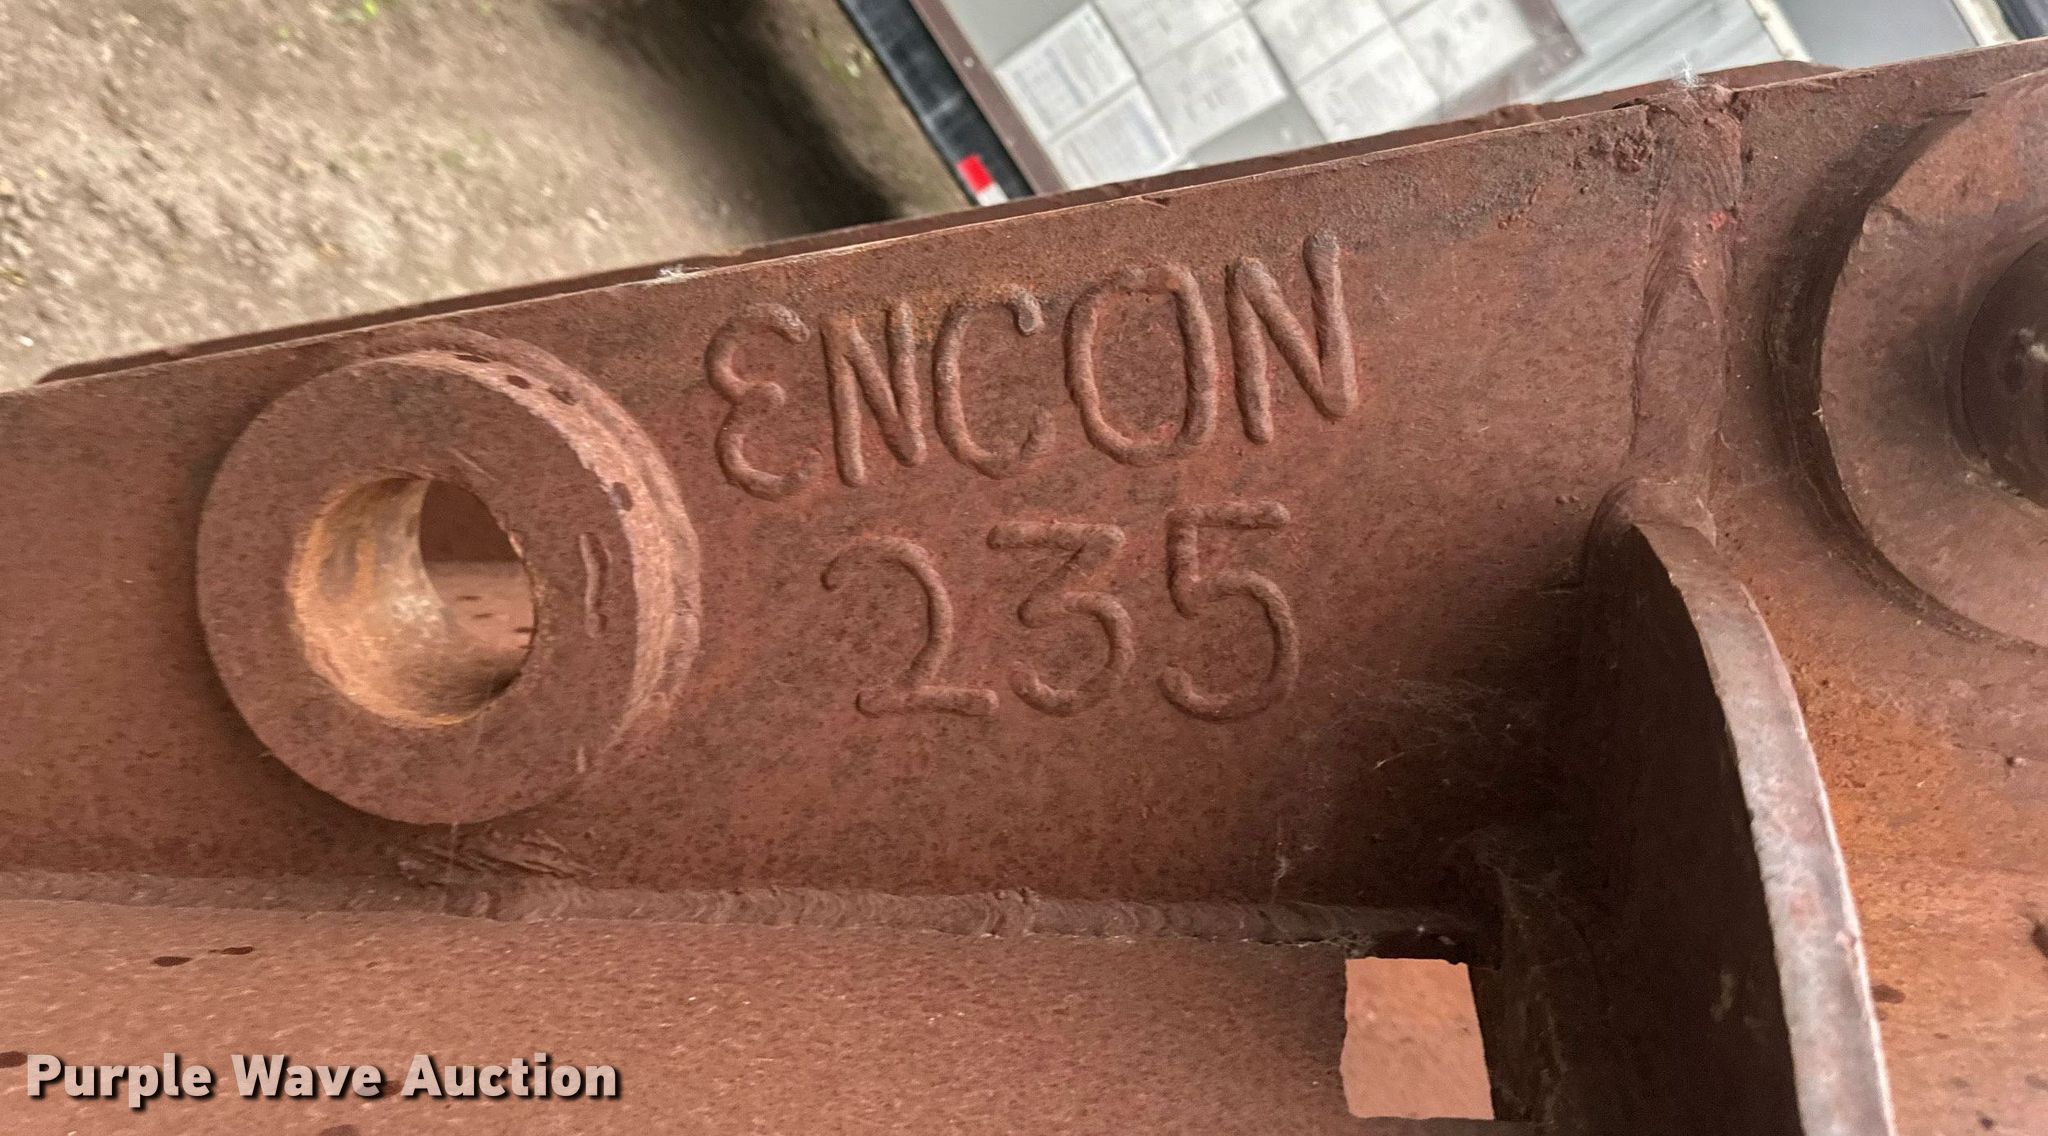 ENCON
235
Purple Wave Auction